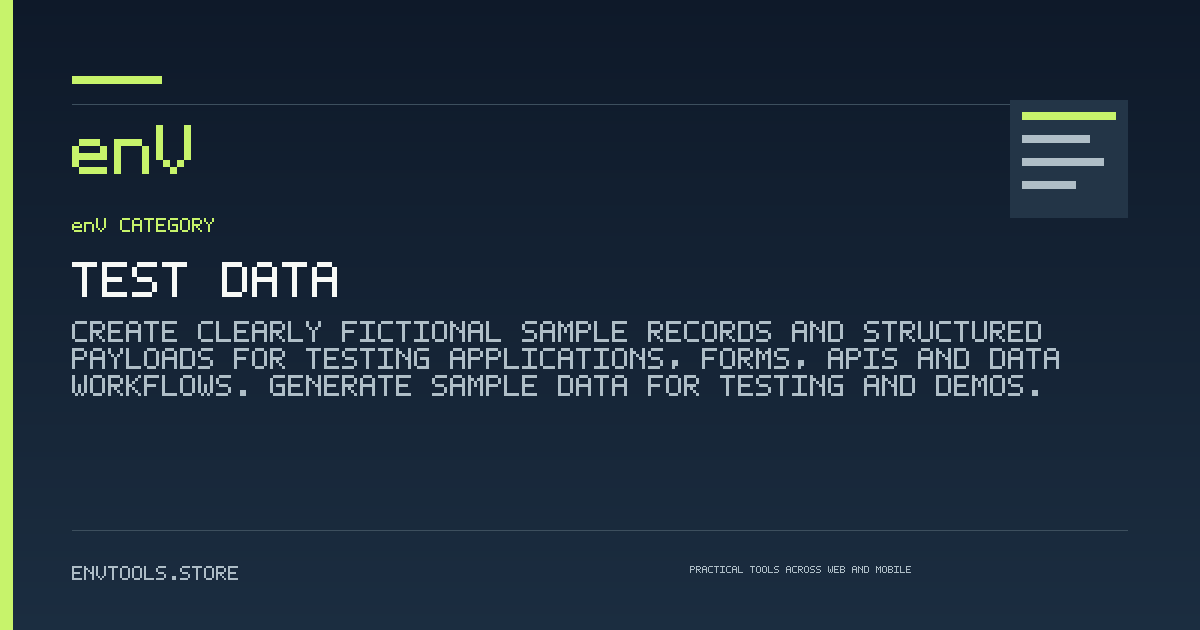 enV
enV CATEGORY
TEST DATA
CREATE CLEARLY FICTIONAL SAMPLE RECORDS AND STRUCTURED
PAYLOADS FOR TESTING APPLICATIONS, FORMS, APIS AND DATA
WORKFLOWS. GENERATE SAMPLE DATA FOR TESTING AND DEMOS.
ENVTOOLS.STORE
PRACTICAL TOOLS ACROSS WEB AND MOBILE